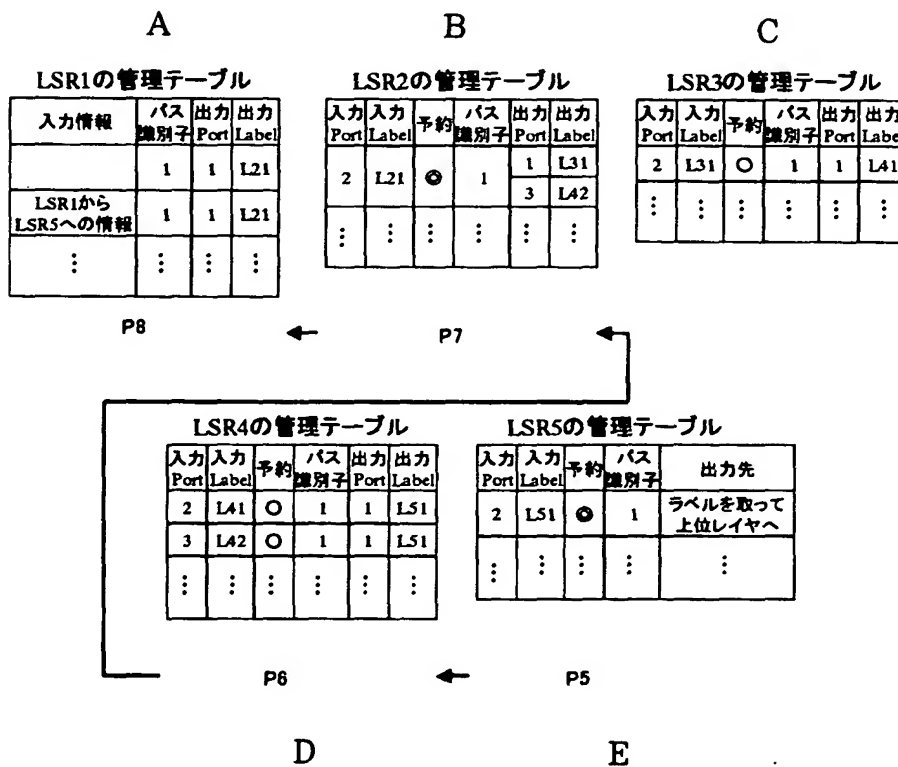 A B C
LSR1の管理テーブル
入力情報 パス識別子 出力Port 出力Label
1 1 L21
LSR1からLSR5への情報 1 1 L21
⋮ ⋮ ⋮ ⋮
LSR2の管理テーブル
入力Port 入力Label 予約 パス識別子 出力Port 出力Label
2 L21 ◎ 1 1 L31
3 L42
⋮ ⋮ ⋮ ⋮ ⋮ ⋮
LSR3の管理テーブル
入力Port 入力Label 予約 パス識別子 出力Port 出力Label
2 L31 ○ 1 1 L41
⋮ ⋮ ⋮ ⋮ ⋮ ⋮
P8 P7
LSR4の管理テーブル
入力Port 入力Label 予約 パス識別子 出力Port 出力Label
2 L41 ○ 1 1 L51
3 L42 ○ 1 1 L51
⋮ ⋮ ⋮ ⋮ ⋮ ⋮
LSR5の管理テーブル
入力Port 入力Label 予約 パス識別子 出力先
2 L51 ◎ 1 ラベルを取って上位レイヤへ
⋮ ⋮ ⋮ ⋮ ⋮
P6 P5
D E